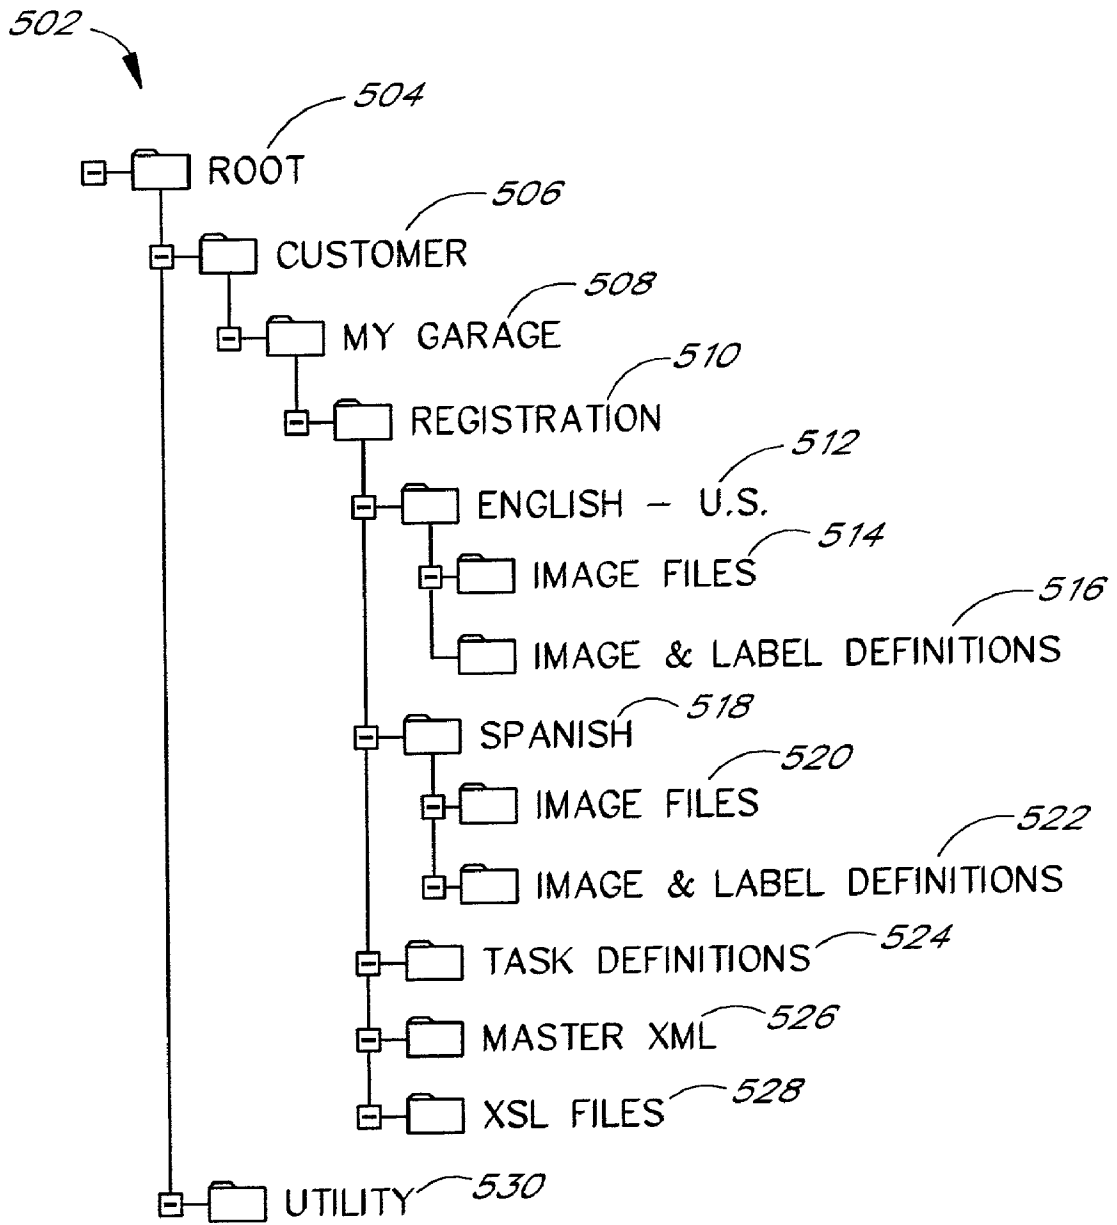 502
504
ROOT
506
CUSTOMER
508
MY GARAGE
510
REGISTRATION
512
ENGLISH - U.S.
514
IMAGE FILES
516
IMAGE & LABEL DEFINITIONS
518
SPANISH
520
IMAGE FILES
522
IMAGE & LABEL DEFINITIONS
524
TASK DEFINITIONS
526
MASTER XML
528
XSL FILES
530
UTILITY